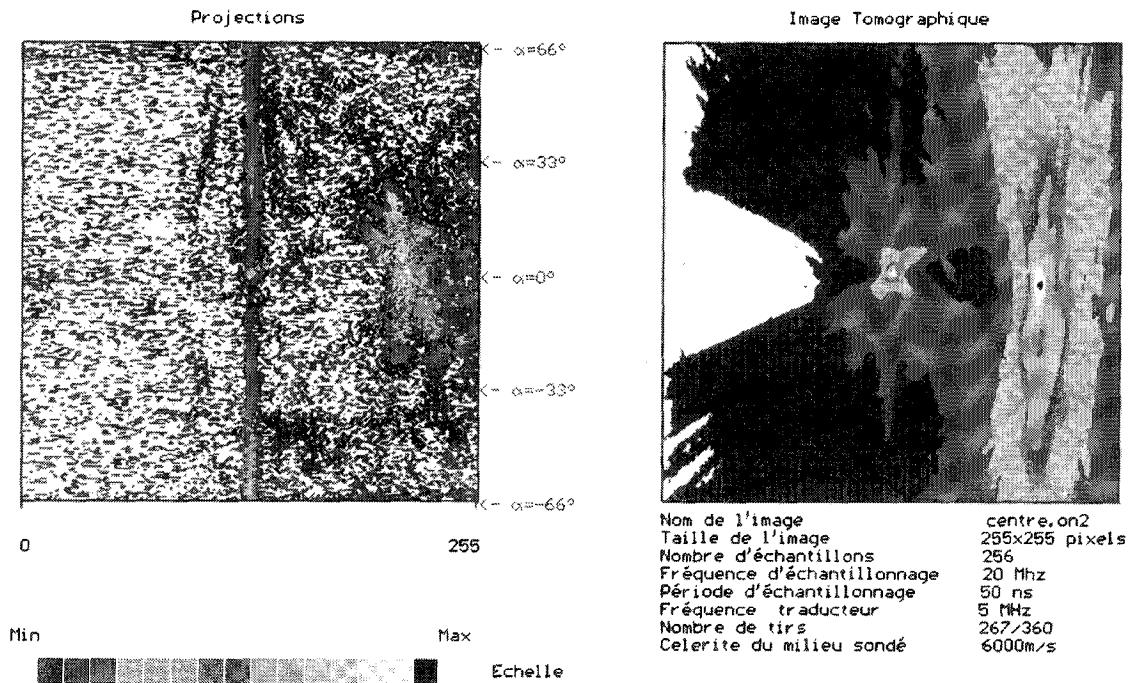 Projections
<- α=66°
<- α=33°
<- α=0°
<- α=-33°
<- α=-66°
0 255
Min Max
Echelle
Image Tomographique
Nom de l'image centre.on2
Taille de l'image 255x255 pixels
Nombre d'échantillons 256
Fréquence d'échantillonnage 20 Mhz
Période d'échantillonnage 50 ns
Fréquence traducteur 5 MHz
Nombre de tirs 267/360
Celerite du milieu sondé 6000m/s